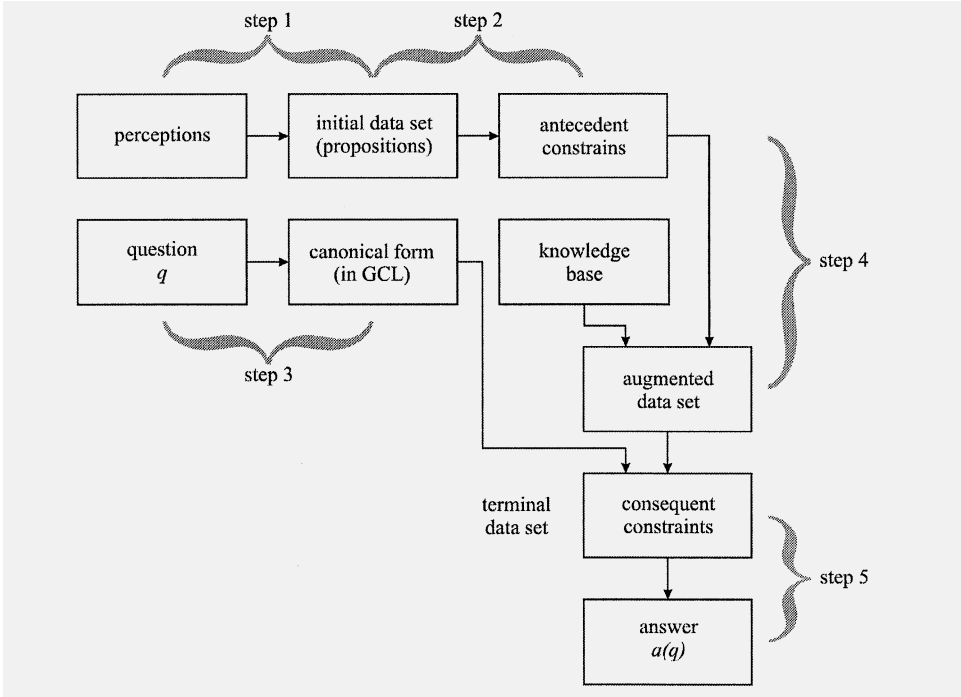 step 1
step 2
perceptions
initial data set
(propositions)
antecedent
constrains
question
q
canonical form
(in GCL)
knowledge
base
step 4
step 3
augmented
data set
terminal
data set
consequent
constraints
step 5
answer
a(q)